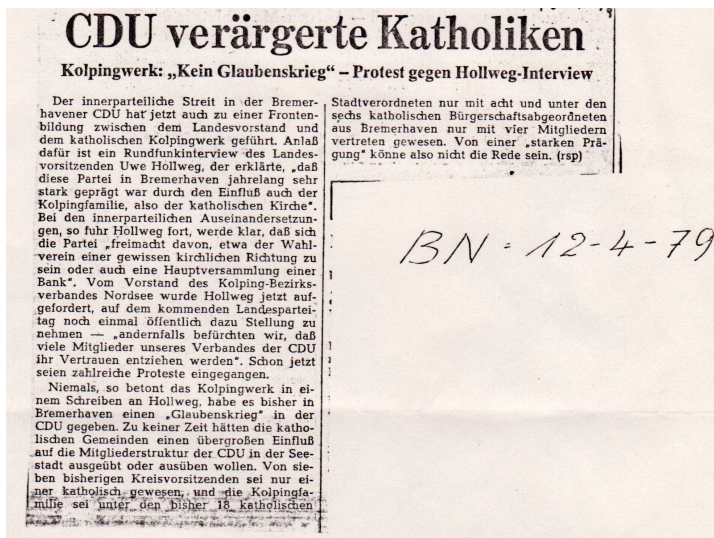 CDU verärgerte Katholiken
Kolpingwerk: „Kein Glaubenskrieg“ – Protest gegen Hollweg-Interview
Der innerparteiliche Streit in der Bremer-
havener CDU hat jetzt auch zu einer Fronten-
bildung zwischen dem Landesvorstand und
dem katholischen Kolpingwerk geführt. Anlaß
dafür ist ein Rundfunkinterview des Landes-
vorsitzenden Uwe Hollweg, der erklärte, „daß
diese Partei in Bremerhaven jahrelang sehr
stark geprägt war durch den Einfluß auch der
Kolpingfamilie, also der katholischen Kirche“.
Bei den innerparteilichen Auseinandersetzun-
gen, so fuhr Hollweg fort, werde klar, daß sich
die Partei „freimacht davon, etwa der Wahl-
verein einer gewissen kirchlichen Richtung zu
sein oder auch eine Hauptversammlung einer
Bank“. Vom Vorstand des Kolping-Bezirks-
verbandes Nordsee wurde Hollweg jetzt auf-
gefordert, auf dem kommenden Landespartei-
tag noch einmal öffentlich dazu Stellung zu
nehmen — „andernfalls befürchten wir, daß
viele Mitglieder unseres Verbandes der CDU
ihr Vertrauen entziehen werden“. Schon jetzt
seien zahlreiche Proteste eingegangen.
Niemals, so betont das Kolpingwerk in ei-
nem Schreiben an Hollweg, habe es bisher in
Bremerhaven einen „Glaubenskrieg“ in der
CDU gegeben. Zu keiner Zeit hätten die katho-
lischen Gemeinden einen übergroßen Einfluß
auf die Mitgliederstruktur der CDU in der See-
stadt ausgeübt oder ausüben wollen. Von sie-
ben bisherigen Kreisvorsitzenden sei nur ei-
ner katholisch gewesen, und die Kolpingfa-
milie sei unter den bisher 18 katholischen
Stadtverordneten nur mit acht und unter den
sechs katholischen Bürgerschaftsabgeordneten
aus Bremerhaven nur mit vier Mitgliedern
vertreten gewesen. Von einer „starken Prä-
gung“ könne also nicht die Rede sein. (rsp)
BN - 12-4-79